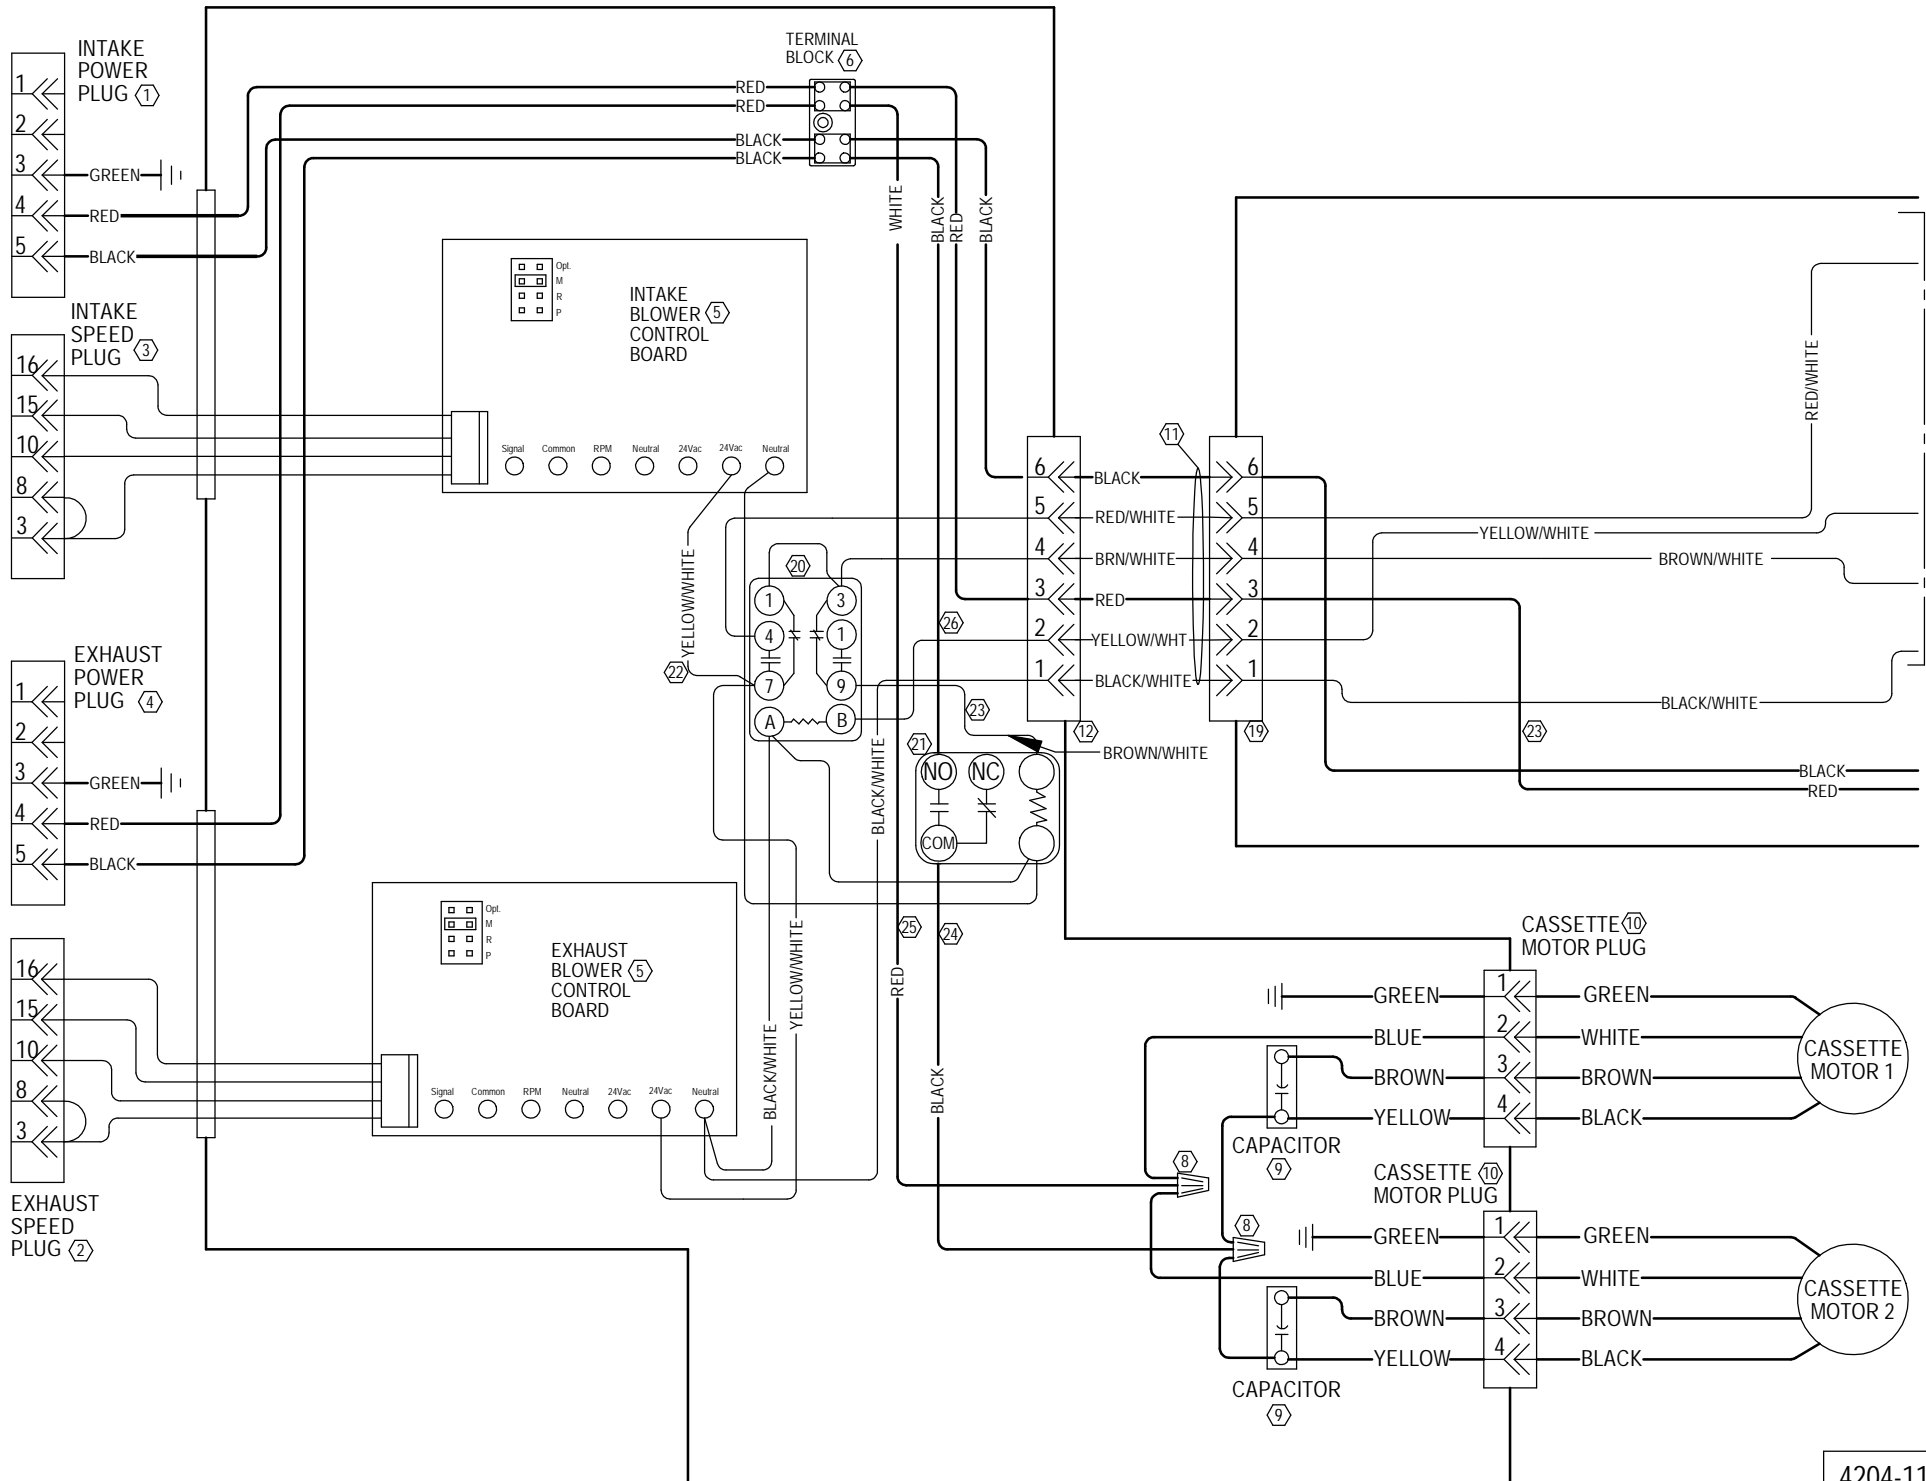 INTAKE
POWER
PLUG 1
1
2
3
GREEN
4
RED
5
BLACK
TERMINAL
BLOCK 6
RED
RED
BLACK
BLACK
WHITE
BLACK
RED
BLACK
INTAKE
SPEED
PLUG 3
16
15
10
8
3
Opt.
M
R
P
INTAKE
BLOWER 5
CONTROL
BOARD
Signal Common RPM Neutral 24Vac 24Vac Neutral
YELLOW/WHITE
22
20
1 3
4 1
7 9
A B
26
23
11
6 BLACK 6
5 RED/WHITE 5
4 BRN/WHITE 4
3 RED 3
2 YELLOW/WHT 2
1 BLACK/WHITE 1
12
19
RED/WHITE
YELLOW/WHITE
BROWN/WHITE
BLACK/WHITE
23
BLACK
RED
BROWN/WHITE
21
NO NC
COM
BLACK/WHITE
EXHAUST
POWER
PLUG 4
1
2
3
GREEN
4
RED
5
BLACK
16
15
10
8
3
EXHAUST
SPEED
PLUG 2
Opt.
M
R
P
EXHAUST
BLOWER 5
CONTROL
BOARD
Signal Common RPM Neutral 24Vac 24Vac Neutral
BLACK/WHITE
YELLOW/WHITE
25
24
RED
BLACK
CASSETTE 10
MOTOR PLUG
GREEN 1 GREEN
BLUE 2 WHITE
BROWN 3 BROWN
YELLOW 4 BLACK
CASSETTE
MOTOR 1
CAPACITOR
9
8
8
CASSETTE 10
MOTOR PLUG
GREEN 1 GREEN
BLUE 2 WHITE
BROWN 3 BROWN
YELLOW 4 BLACK
CASSETTE
MOTOR 2
CAPACITOR
9
4204-11